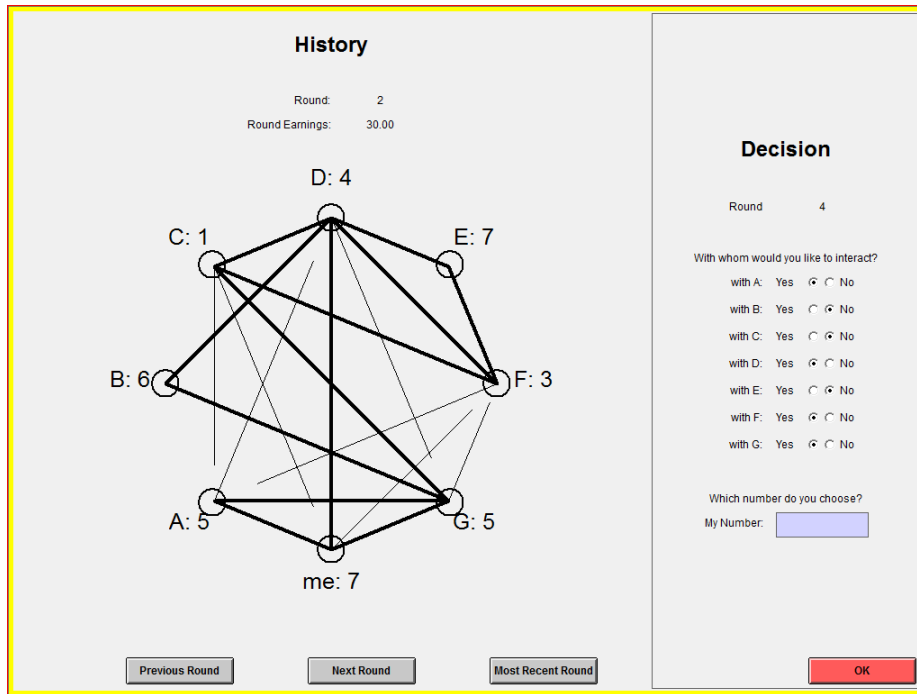 History
Round: 2
Round Earnings: 30.00
D: 4
C: 1
E: 7
B: 6
F: 3
A: 5
G: 5
me: 7
Previous Round
Next Round
Most Recent Round
Decision
Round 4
With whom would you like to interact?
with A: Yes No
with B: Yes No
with C: Yes No
with D: Yes No
with E: Yes No
with F: Yes No
with G: Yes No
Which number do you choose?
My Number:
OK